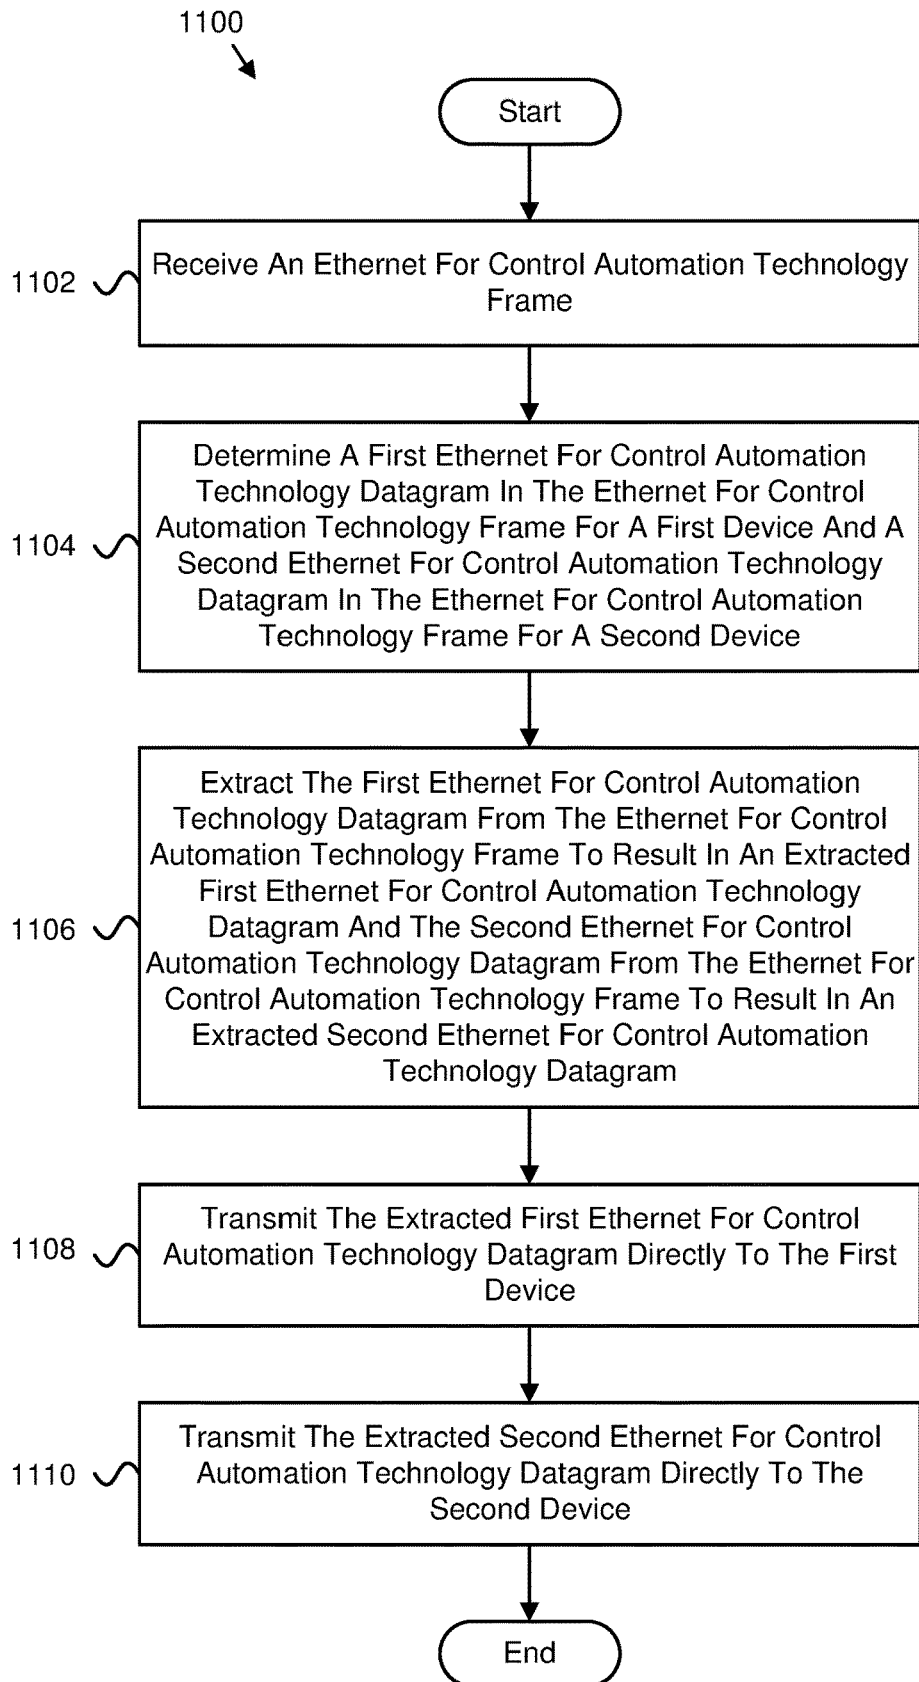 1100
Start
1102
Receive An Ethernet For Control Automation Technology
Frame
1104
Determine A First Ethernet For Control Automation
Technology Datagram In The Ethernet For Control
Automation Technology Frame For A First Device And A
Second Ethernet For Control Automation Technology
Datagram In The Ethernet For Control Automation
Technology Frame For A Second Device
1106
Extract The First Ethernet For Control Automation
Technology Datagram From The Ethernet For Control
Automation Technology Frame To Result In An Extracted
First Ethernet For Control Automation Technology
Datagram And The Second Ethernet For Control
Automation Technology Datagram From The Ethernet For
Control Automation Technology Frame To Result In An
Extracted Second Ethernet For Control Automation
Technology Datagram
1108
Transmit The Extracted First Ethernet For Control
Automation Technology Datagram Directly To The First
Device
1110
Transmit The Extracted Second Ethernet For Control
Automation Technology Datagram Directly To The
Second Device
End